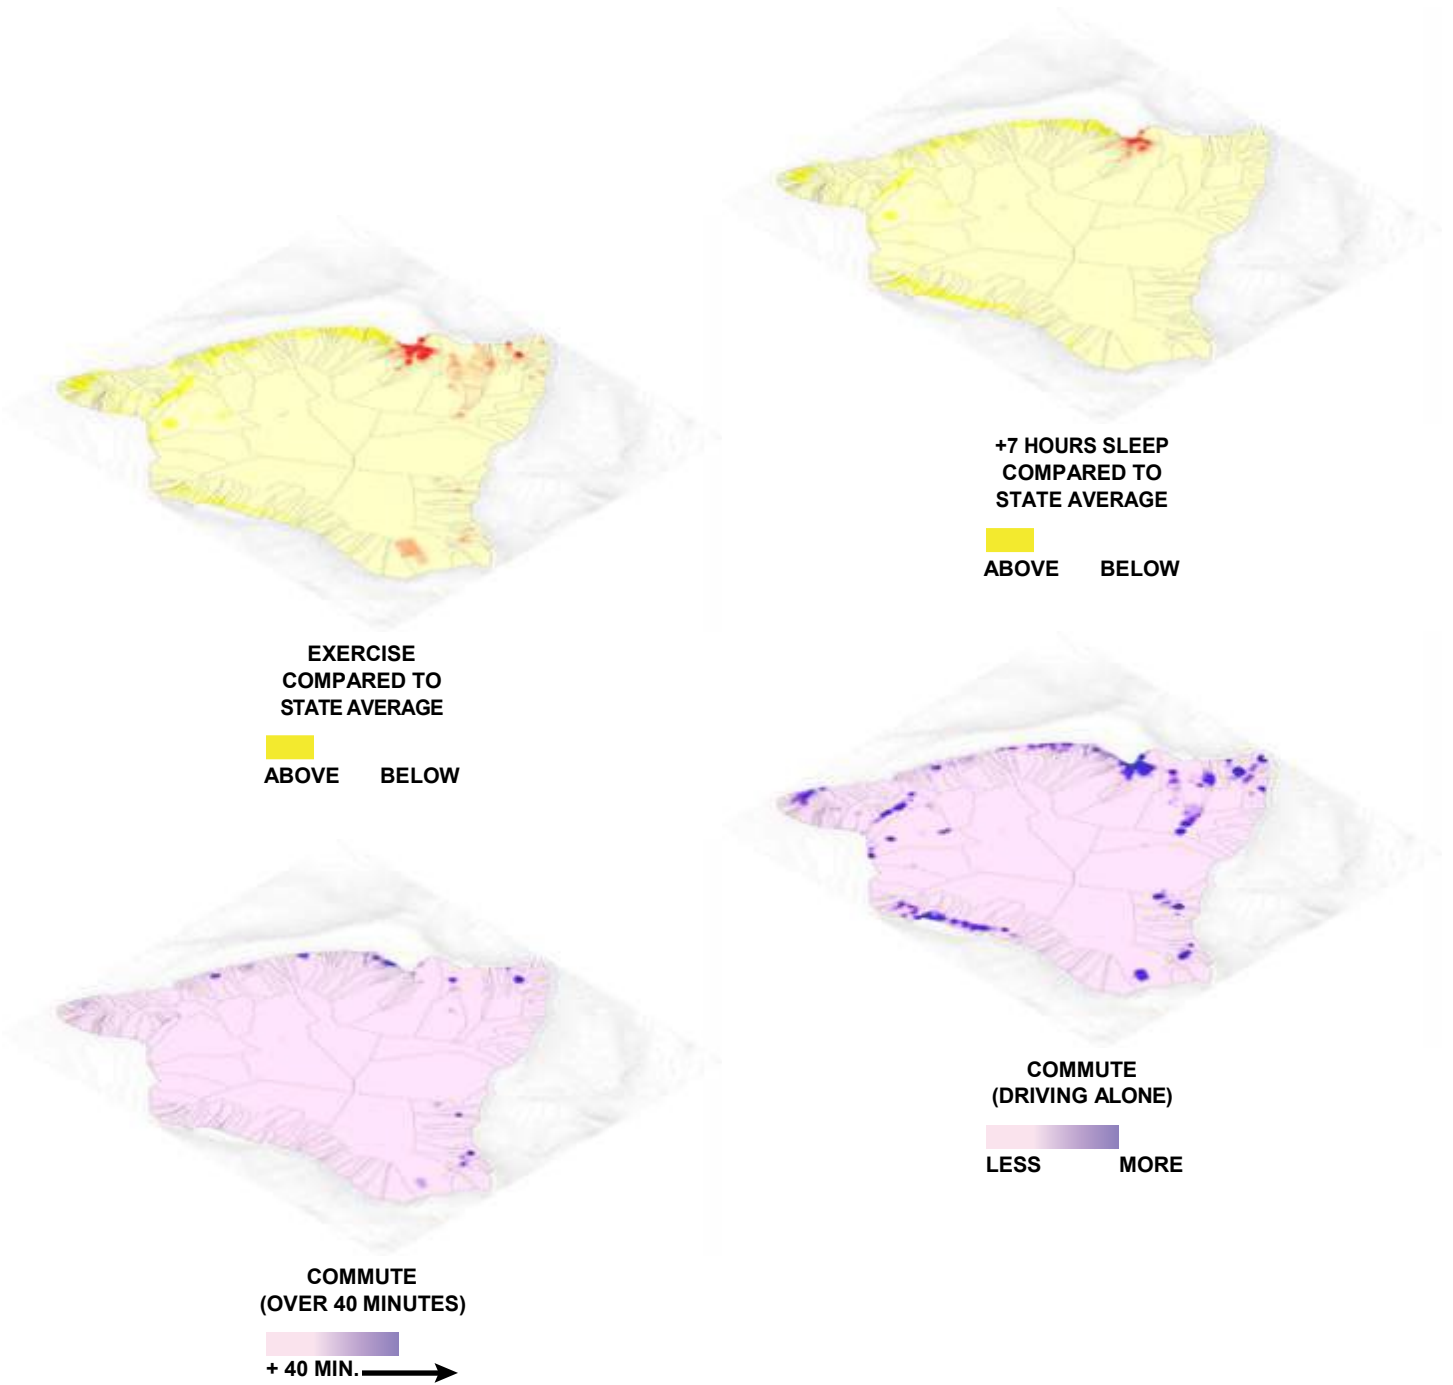 +7 HOURS SLEEP
COMPARED TO
STATE AVERAGE
ABOVE BELOW
EXERCISE
COMPARED TO
STATE AVERAGE
ABOVE BELOW
COMMUTE
(DRIVING ALONE)
LESS MORE
COMMUTE
(OVER 40 MINUTES)
+ 40 MIN.